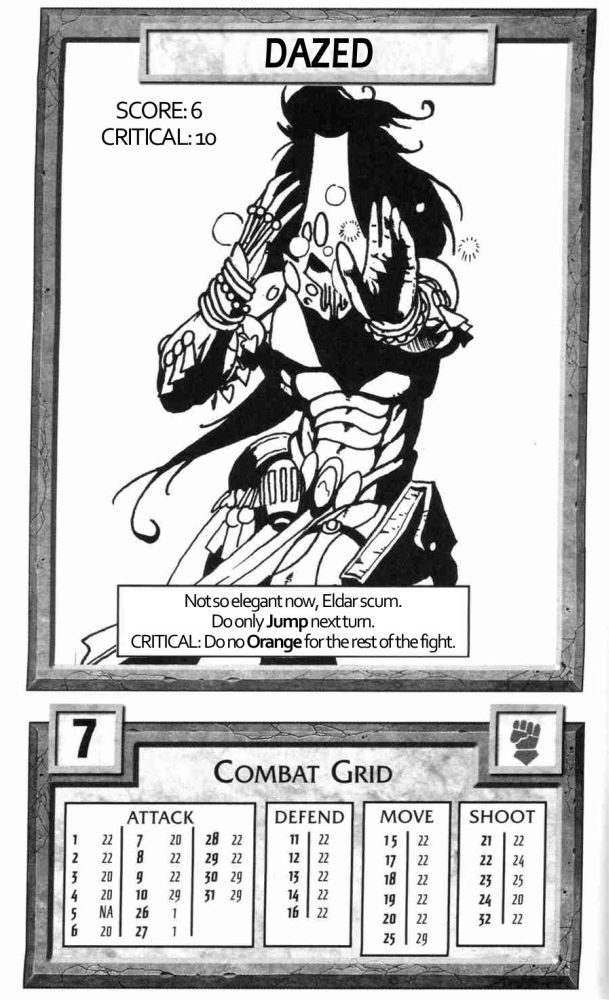 DAZED
SCORE: 6
CRITICAL: 10
Not so elegant now, Eldar scum.
Do only Jump next turn.
CRITICAL: Do no Orange for the rest of the fight.
7
COMBAT GRID
ATTACK
1 22 7 20 28 22
2 22 8 22 29 22
3 20 9 22 30 29
4 20 10 29 31 29
5 NA 26 1
6 20 27 1
DEFEND
11 22
12 22
13 22
14 22
16 22
MOVE
15 22
17 22
18 22
19 22
20 22
25 29
SHOOT
21 22
22 24
23 25
24 20
32 22